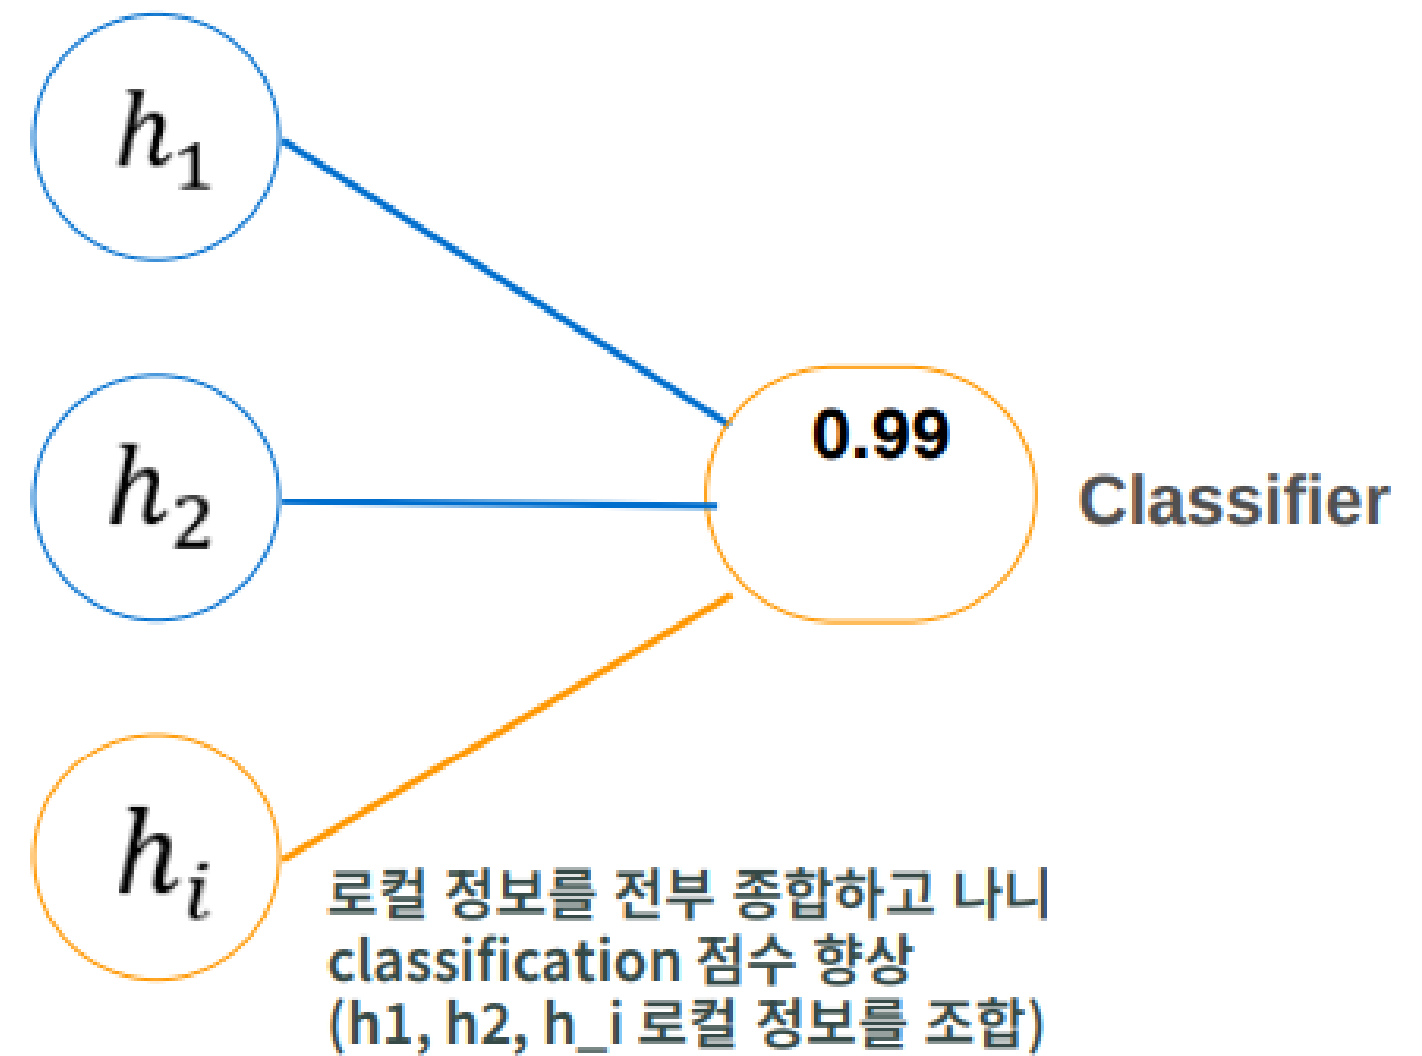 h₁
h₂
0.99
Classifier
hᵢ
로컬 정보를 전부 종합하고 나니
classification 점수 향상
(h1, h2, h_i 로컬 정보를 조합)